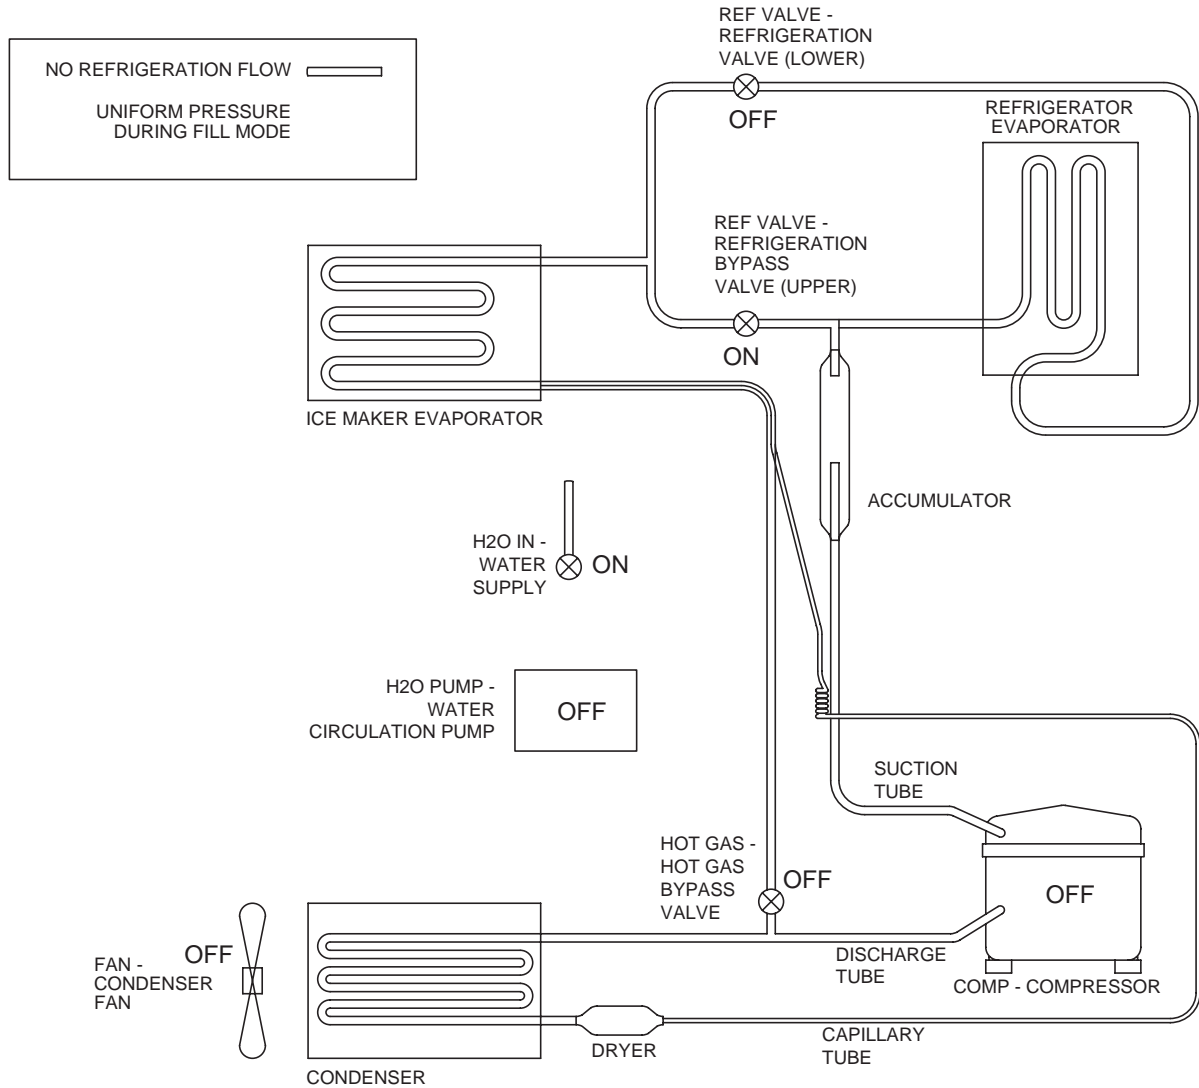 REF VALVE -
REFRIGERATION
VALVE (LOWER)
OFF
NO REFRIGERATION FLOW
UNIFORM PRESSURE
DURING FILL MODE
REFRIGERATOR
EVAPORATOR
REF VALVE -
REFRIGERATION
BYPASS
VALVE (UPPER)
ON
ICE MAKER EVAPORATOR
ACCUMULATOR
H2O IN -
WATER
SUPPLY
ON
H2O PUMP -
WATER
CIRCULATION PUMP
OFF
SUCTION
TUBE
HOT GAS -
HOT GAS
BYPASS
VALVE
OFF
OFF
COMP - COMPRESSOR
DISCHARGE
TUBE
OFF
FAN -
CONDENSER
FAN
DRYER
CAPILLARY
TUBE
CONDENSER